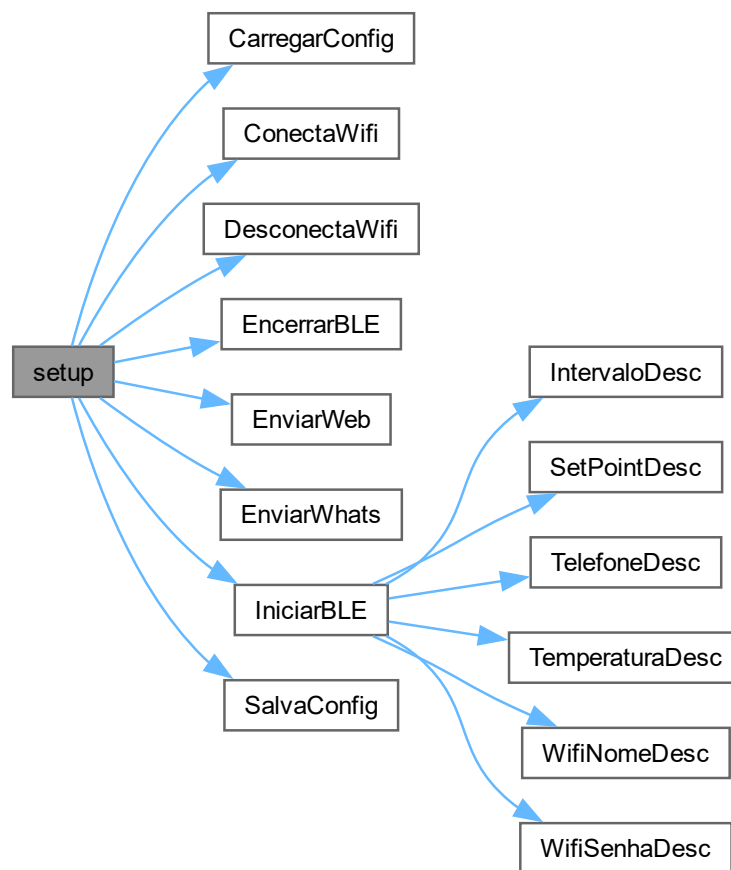 CarregarConfig
ConectaWifi
DesconectaWifi
EncerrarBLE
setup
IntervaloDesc
EnviarWeb
SetPointDesc
EnviarWhats
TelefoneDesc
IniciarBLE
TemperaturaDesc
SalvaConfig
WifiNomeDesc
WifiSenhaDesc